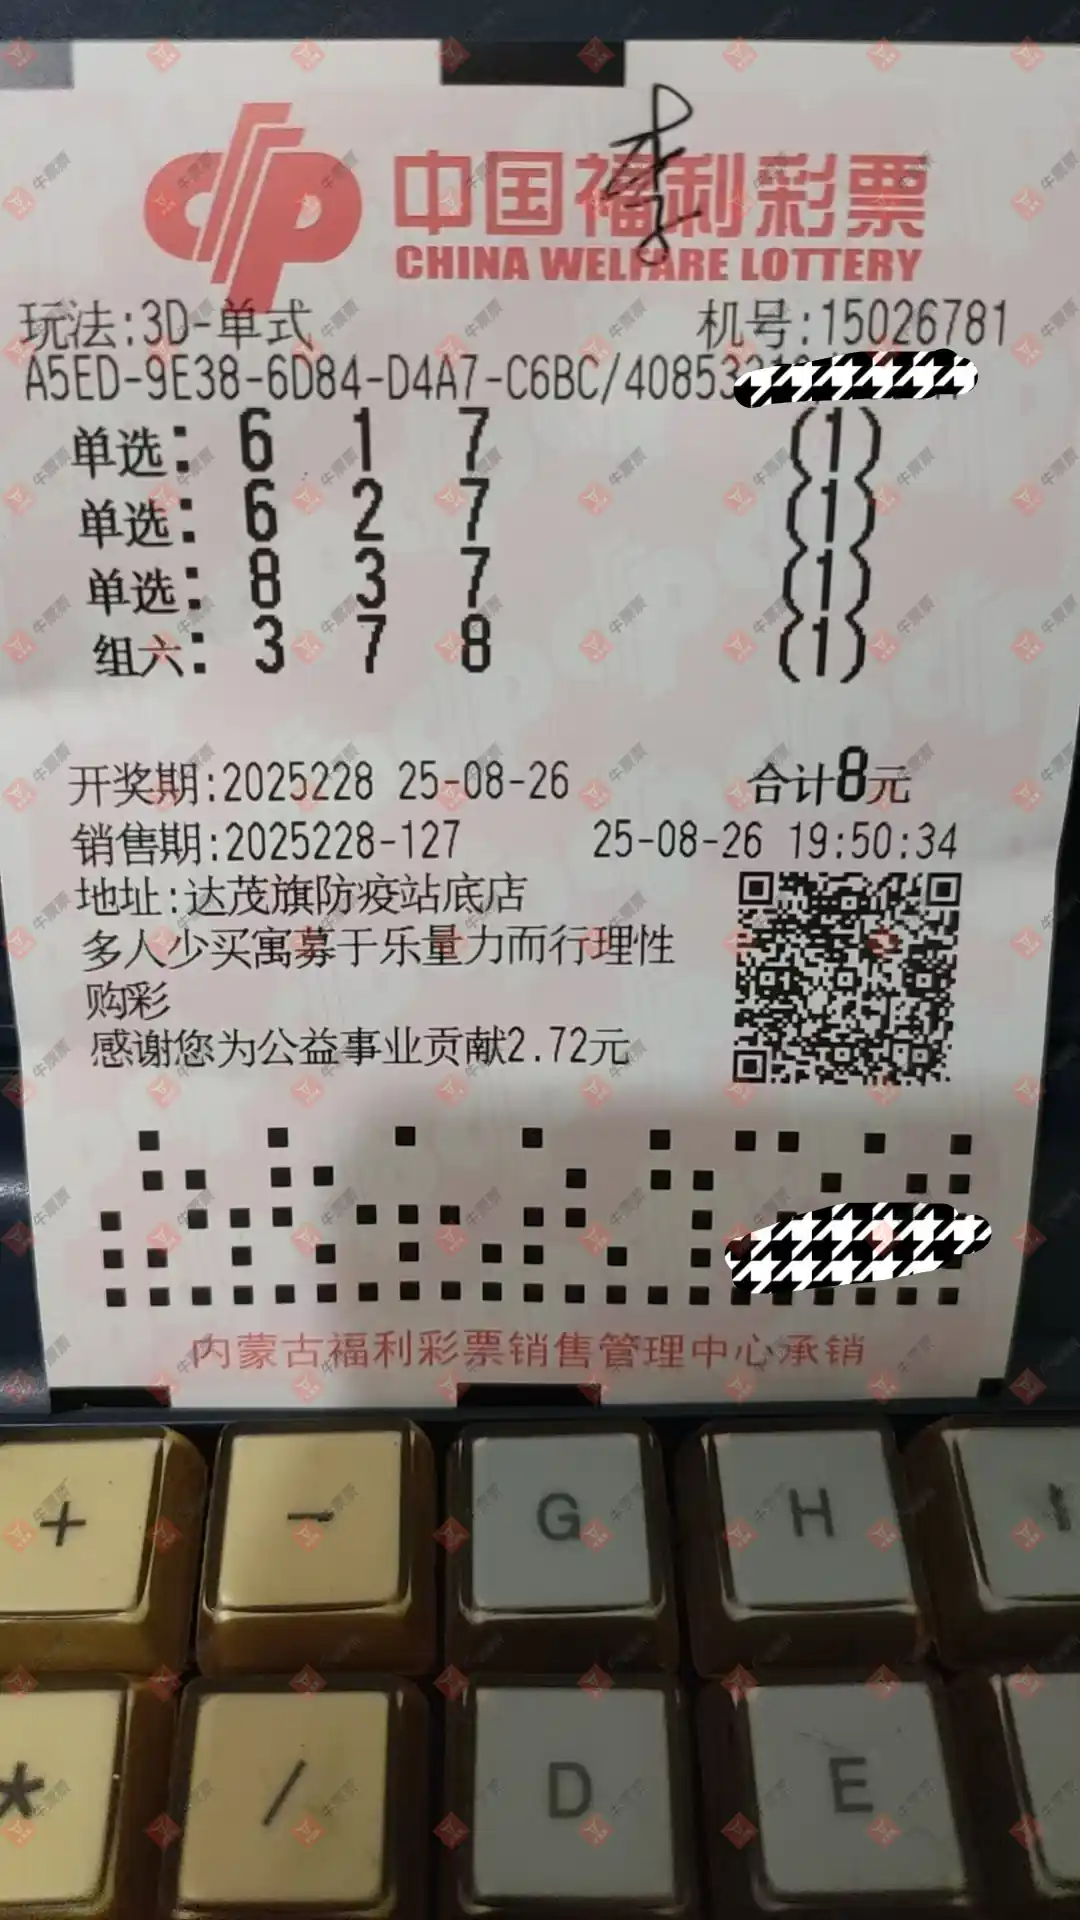 李
中国福利彩票
CHINA WELFARE LOTTERY
玩法:3D-单式 机号:15026781
A5ED-9E38-6D84-D4A7-C6BC/40853
单选: 6 1 7 (1)
单选: 6 2 7 (1)
单选: 8 3 7 (1)
组六: 3 7 8 (1)
开奖期:2025228 25-08-26 合计8元
销售期:2025228-127 25-08-26 19:50:34
地址:达茂旗防疫站底店
多人少买寓募于乐量力而行理性
购彩
感谢您为公益事业贡献2.72元
内蒙古福利彩票销售管理中心承销
+ - G H
* / D E
牛票票